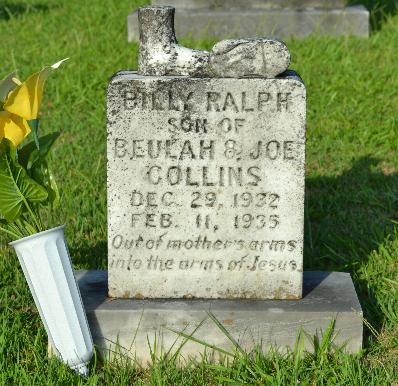 BILLY RALPH
SON OF
BEULAH & JOE
COLLINS
DEC. 29, 1932
FEB. 11, 1935
Out of mother's arms
into the arms of Jesus